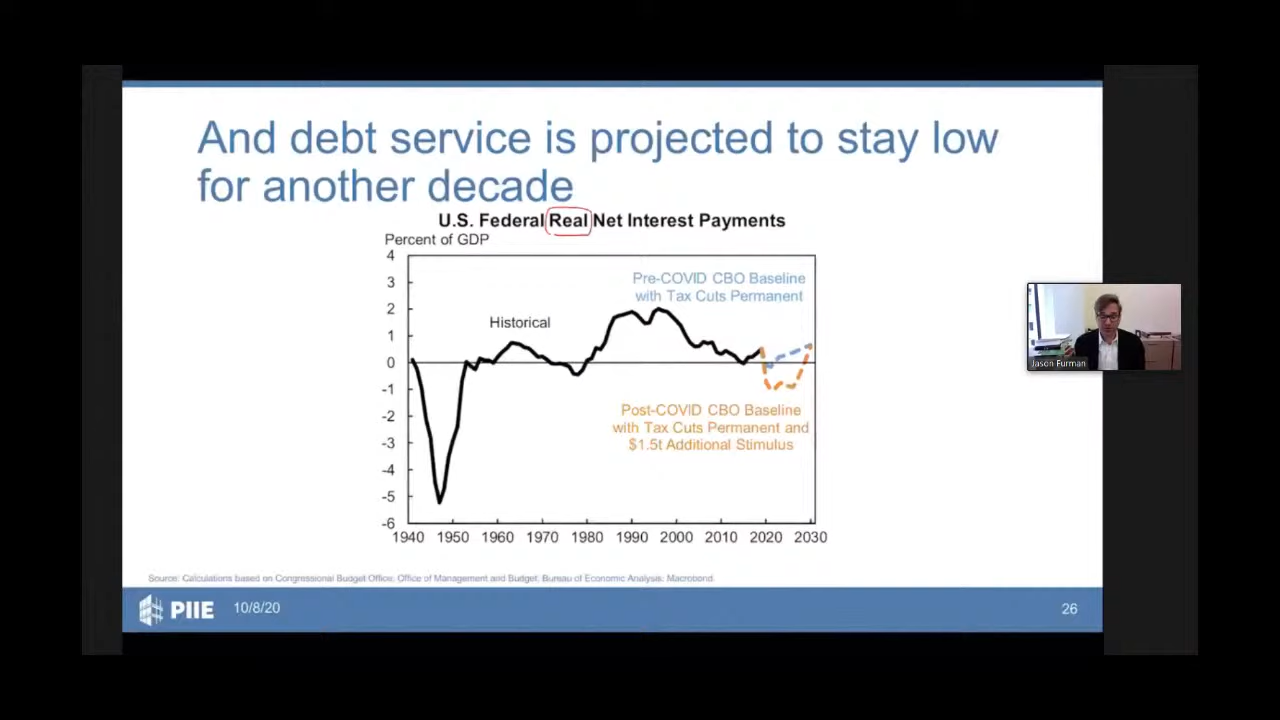 And debt service is projected to stay low
for another decade
U.S. Federal Real Net Interest Payments
Percent of GDP
4
3
2
1
0
-1
-2
-3
-4
-5
-6
Historical
Pre-COVID CBO Baseline
with Tax Cuts Permanent
Post-COVID CBO Baseline
with Tax Cuts Permanent and
$1.5t Additional Stimulus
1940 1950 1960 1970 1980 1990 2000 2010 2020 2030
Jason Furman
Source: Calculations based on Congressional Budget Office; Office of Management and Budget; Bureau of Economic Analysis; Macrobond.
PIIE 10/8/20 26